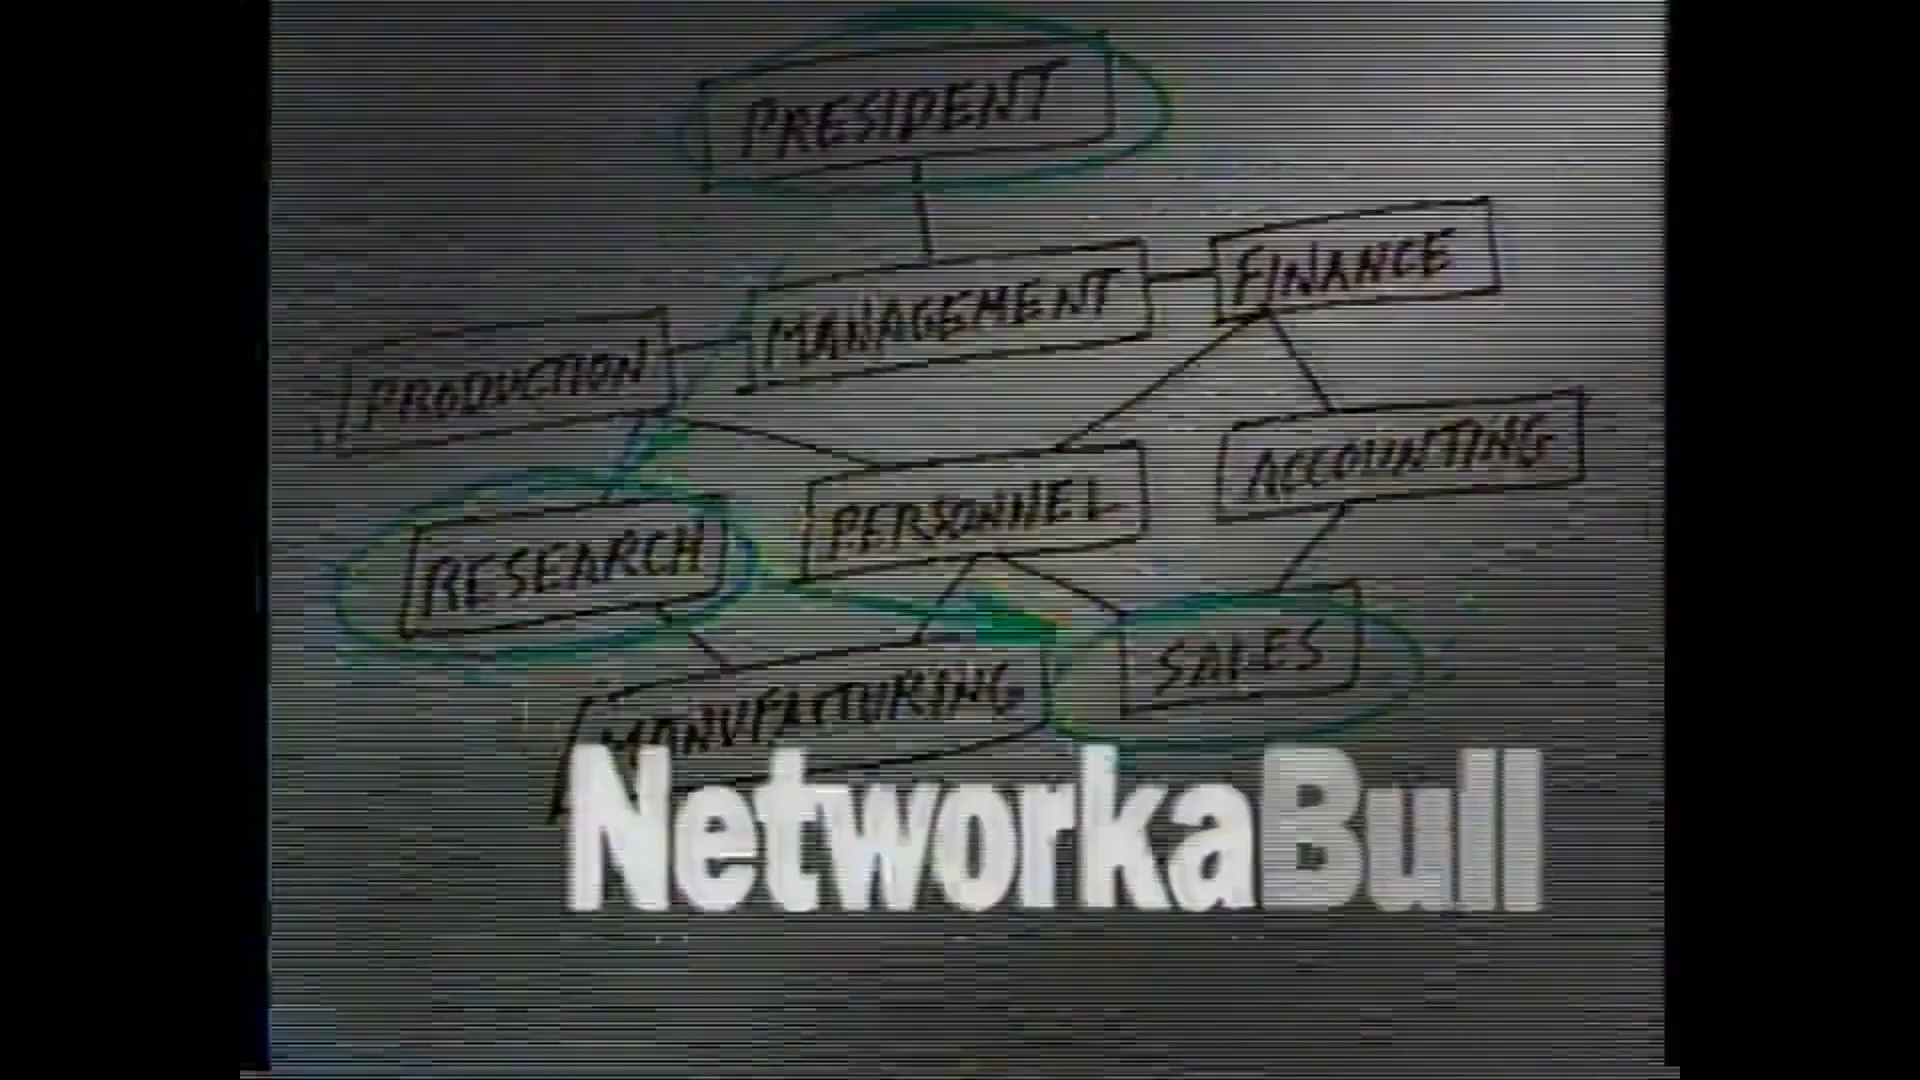 PRESIDENT
FINANCE
MANAGEMENT
PRODUCTION
ACCOUNTING
PERSONNEL
RESEARCH
SALES
MANUFACTURING
NetworkaBull